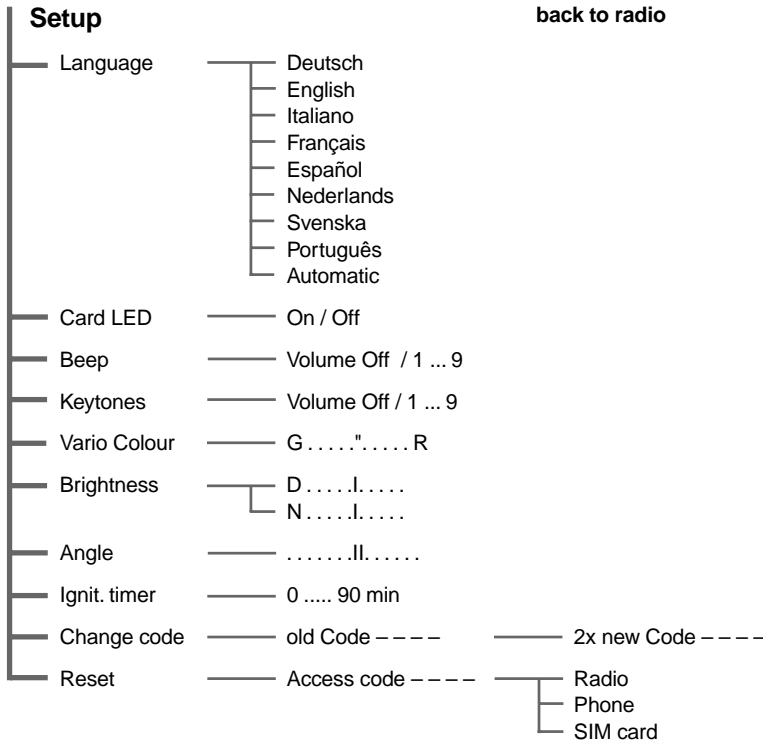 Setup back to radio
Language Deutsch
English
Italiano
Français
Español
Nederlands
Svenska
Português
Automatic
Card LED On / Off
Beep Volume Off / 1 ... 9
Keytones Volume Off / 1 ... 9
Vario Colour G . . . . ." . . . . . R
Brightness D . . . . .I. . . . .
N . . . . .I. . . . .
Angle . . . . . . .II. . . . . .
Ignit. timer 0 ..... 90 min
Change code old Code – – – – 2x new Code – – – –
Reset Access code – – – – Radio
Phone
SIM card